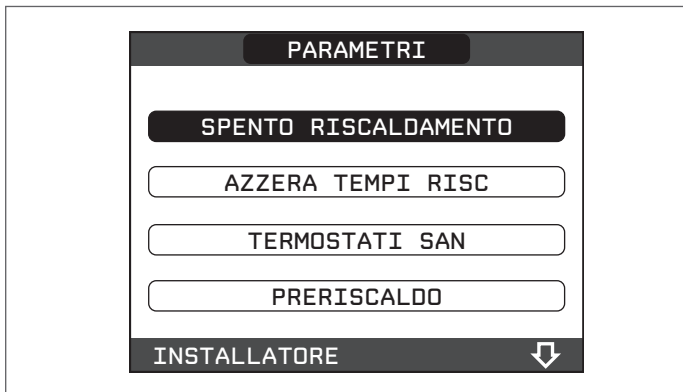 PARAMETRI
SPENTO RISCALDAMENTO
AZZERA TEMPI RISC
TERMOSTATI SAN
PRERISCALDO
INSTALLATORE